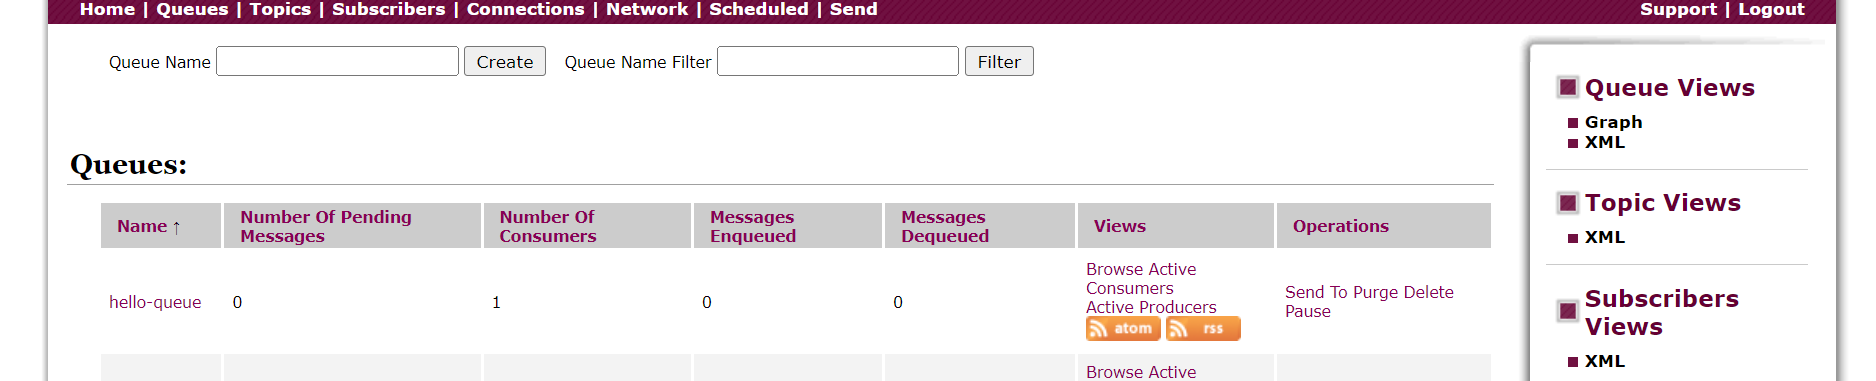 Home | Queues | Topics | Subscribers | Connections | Network | Scheduled | Send
Support | Logout
Queue Name
Create
Queue Name Filter
Filter
Queues:
Name ↑
Number Of Pending
Messages
Number Of
Consumers
Messages
Enqueued
Messages
Dequeued
Views
Operations
hello-queue
0
1
0
0
Browse Active
Consumers
Active Producers
atom
rss
Send To Purge Delete
Pause
Browse Active
Queue Views
Graph
XML
Topic Views
XML
Subscribers
Views
XML